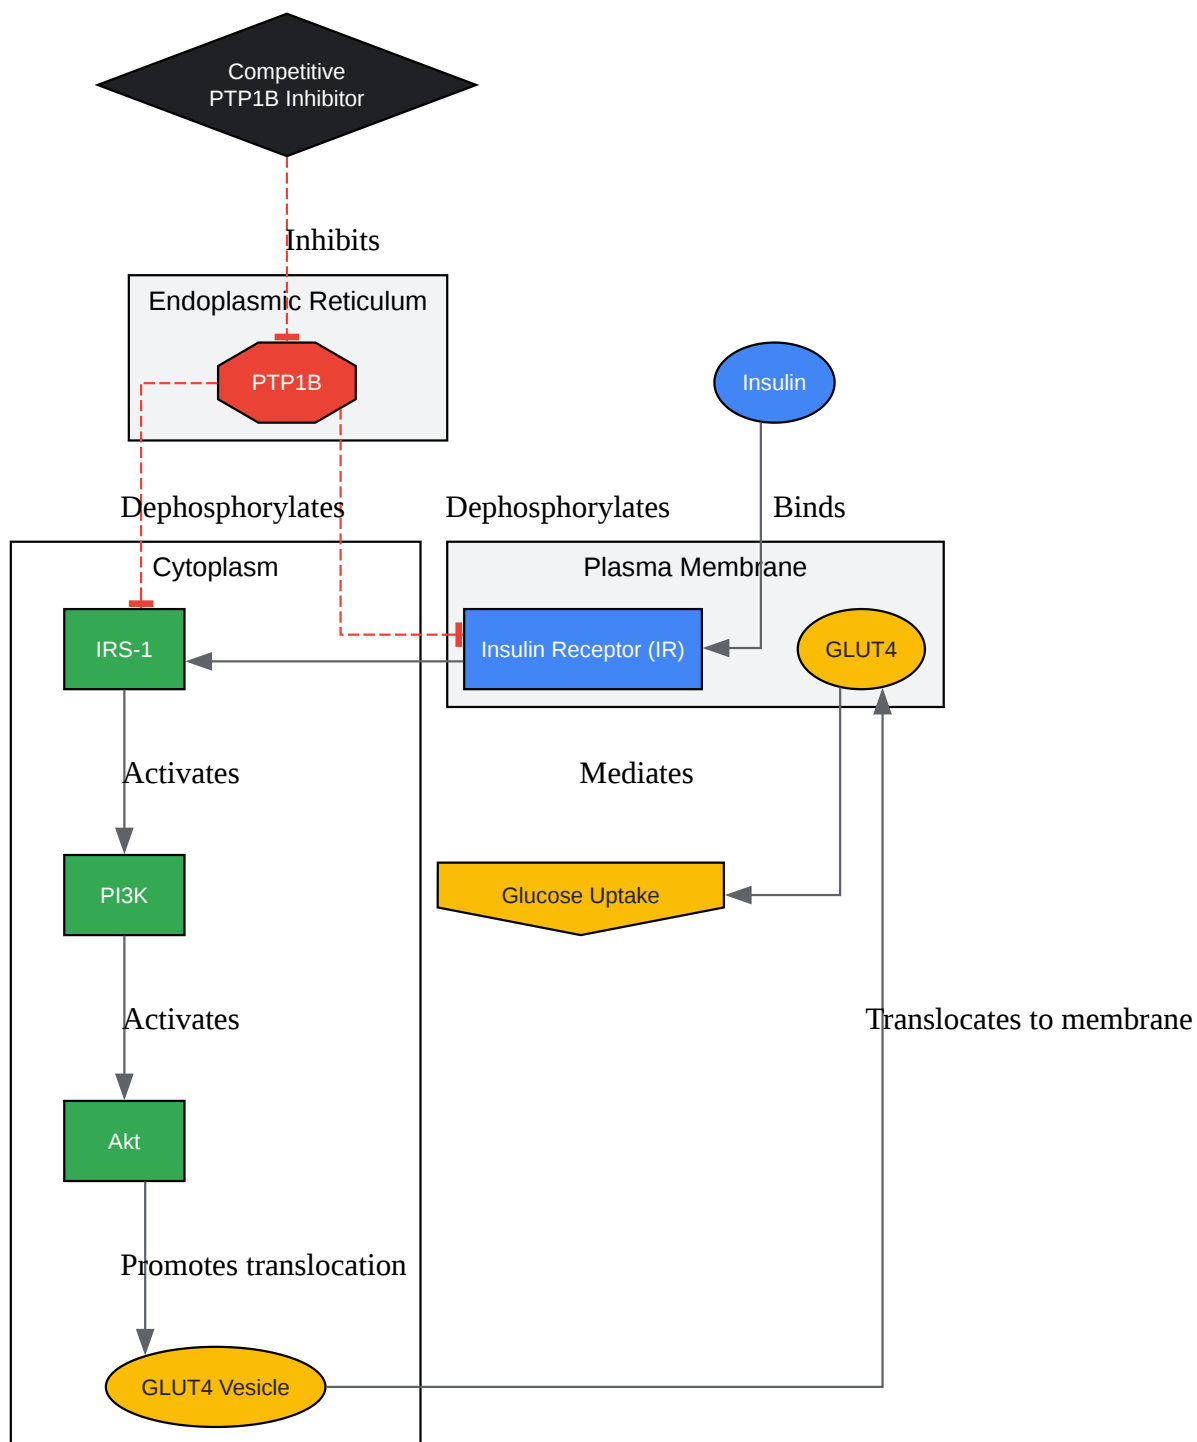 Competitive
PTP1B Inhibitor
Inhibits
Endoplasmic Reticulum
PTP1B
Insulin
Dephosphorylates
Dephosphorylates
Binds
Cytoplasm
Plasma Membrane
IRS-1
Insulin Receptor (IR)
GLUT4
Activates
Mediates
PI3K
Glucose Uptake
Activates
Translocates to membrane
Akt
Promotes translocation
GLUT4 Vesicle